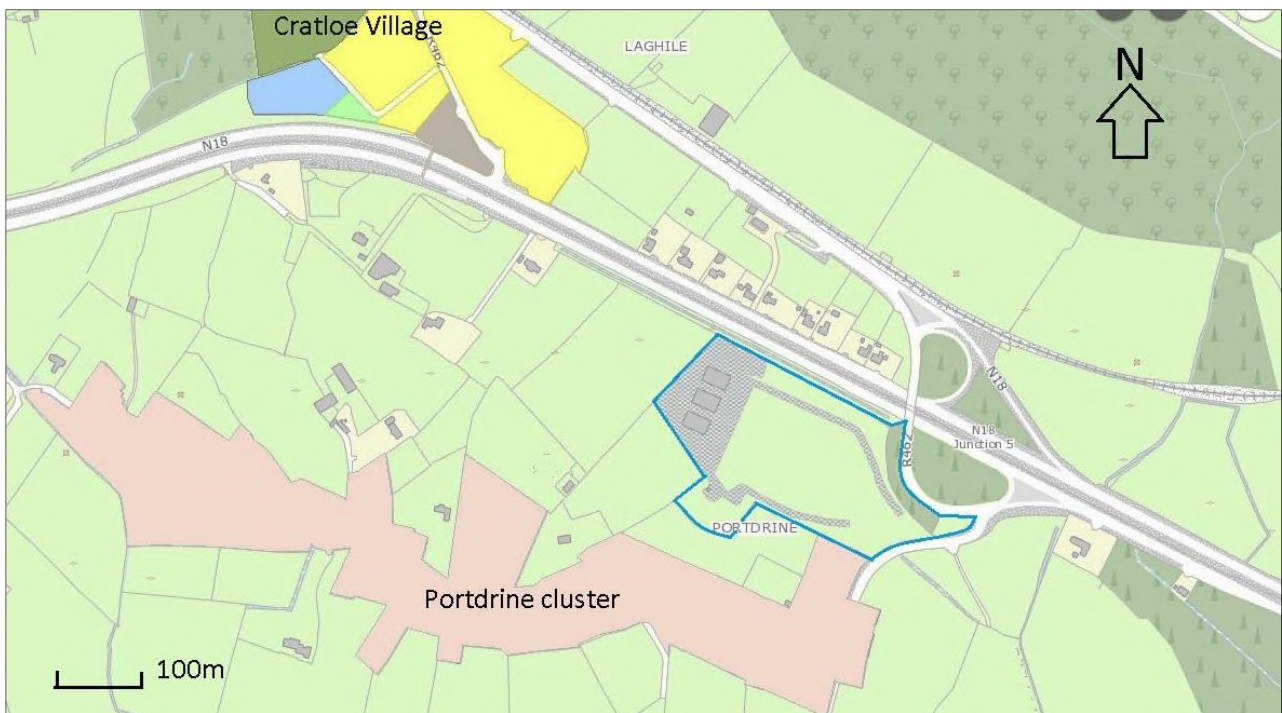 Cratloe Village
R462
LAGHILE
N
N18
N18
N18
Junction 5
R462
PORTDRINE
Portdrine cluster
100m